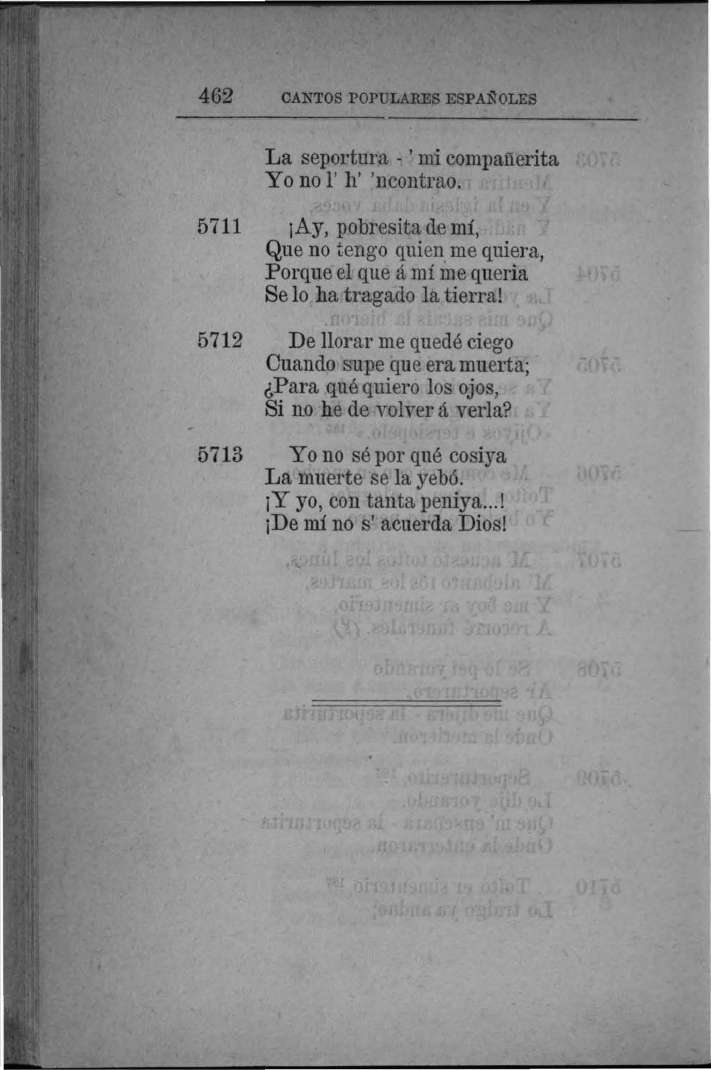 462 CANTOS POPULARES ESPAÑOLES
La seportura - ' mi compañerita
Yo no l' h' 'ncontrao.
5711 ¡Ay, pobresita de mí,
Que no tengo quien me quiera,
Porque el que á mí me queria
Se lo ha tragado la tierra!
5712 De llorar me quedé ciego
Cuando supe que era muerta;
¿Para qué quiero los ojos,
Si no he de volver á verla?
5713 Yo no sé por qué cosiya
La muerte se la yebó.
¡Y yo, con tanta peniya...!
¡De mí no s' acuerda Dios!